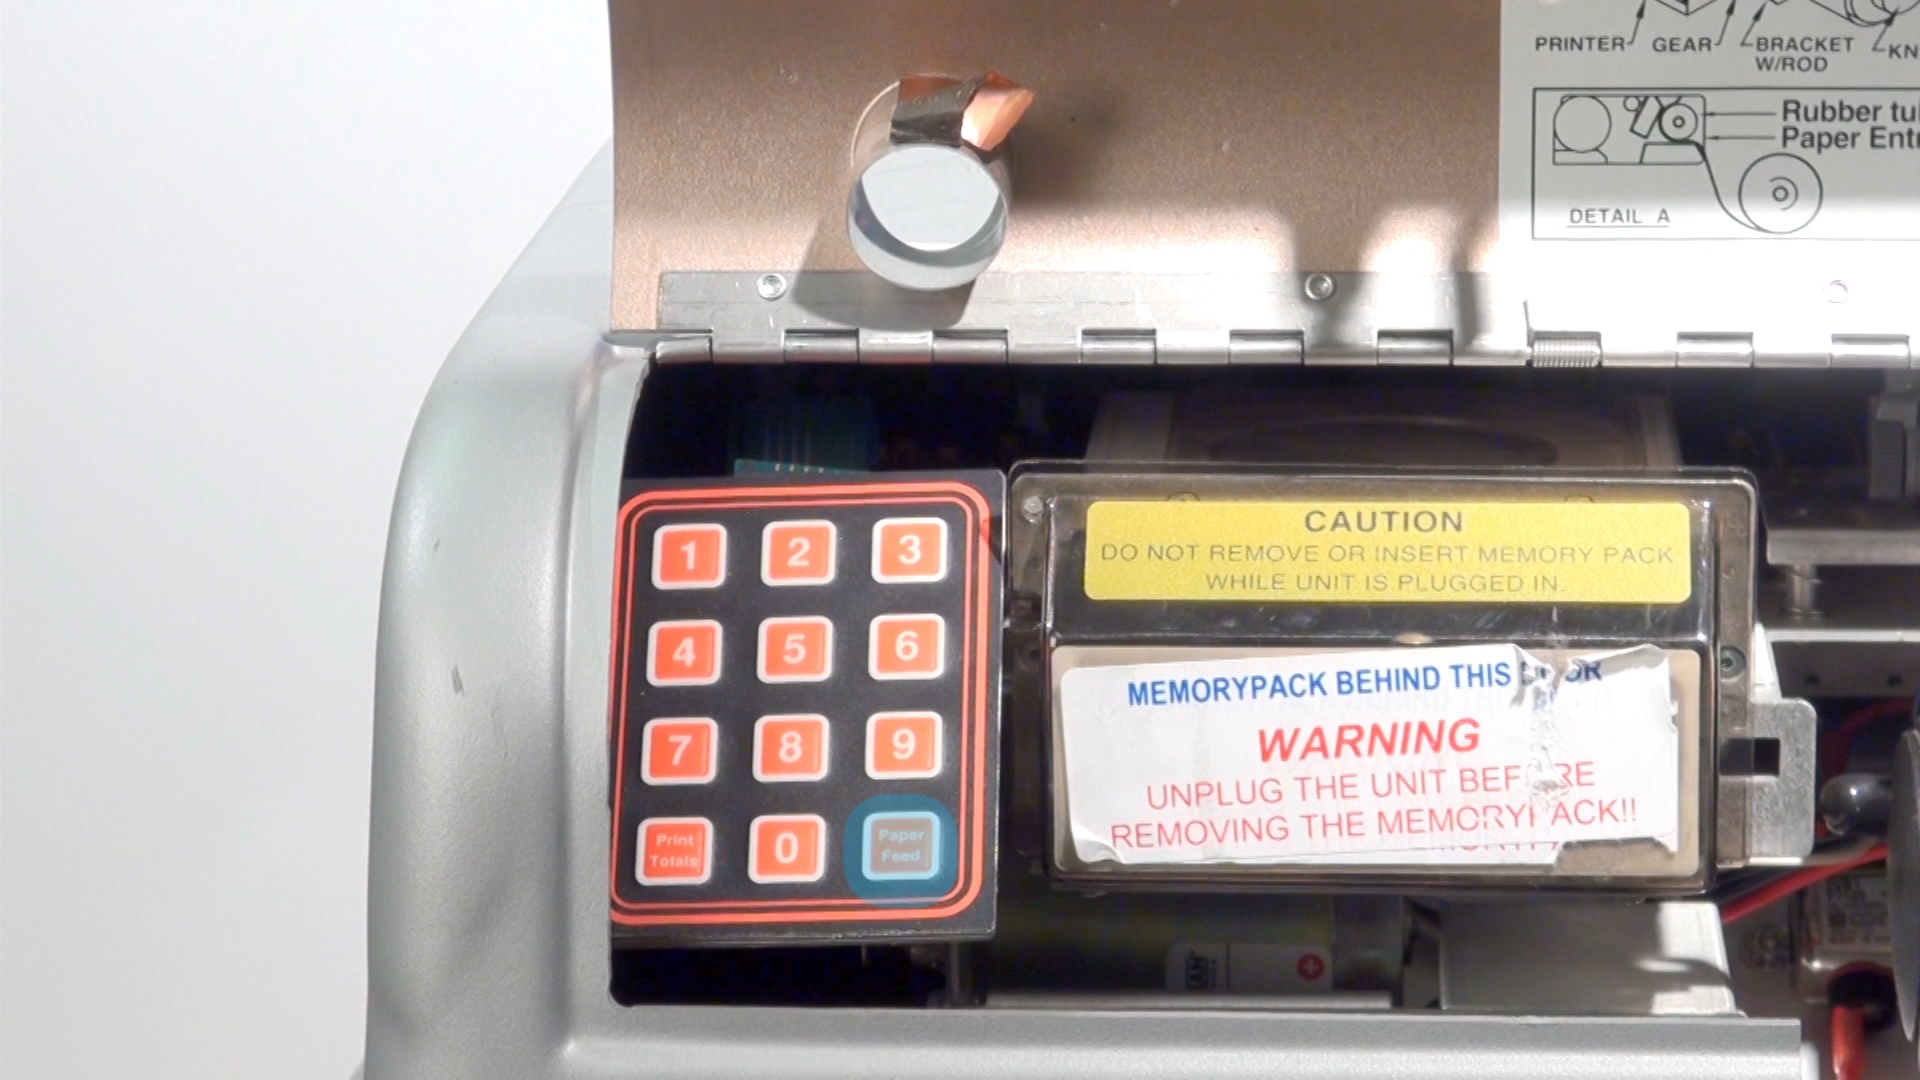 PRINTER GEAR BRACKET
W/ROD
Rubber
Paper
DETAIL A
1 2 3
4 5 6
7 8 9
Print
Totals
0
Paper
Feed
CAUTION
DO NOT REMOVE OR INSERT MEMORY PACK
WHILE UNIT IS PLUGGED IN.
MEMORYPACK BEHIND THIS
WARNING
UNPLUG THE UNIT BEFORE
REMOVING THE MEMORYPACK!!